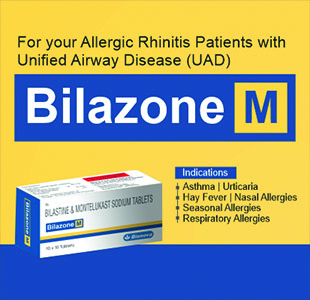 For your Allergic Rhinitis Patients with
Unified Airway Disease (UAD)
Bilazone M
Indications
• Asthma | Urticaria
• Hay Fever | Nasal Allergies
• Seasonal Allergies
• Respiratory Allergies
BILASTINE & MONTELUKAST SODIUM TABLETS
Bilazone M
10 x 10 Tablets